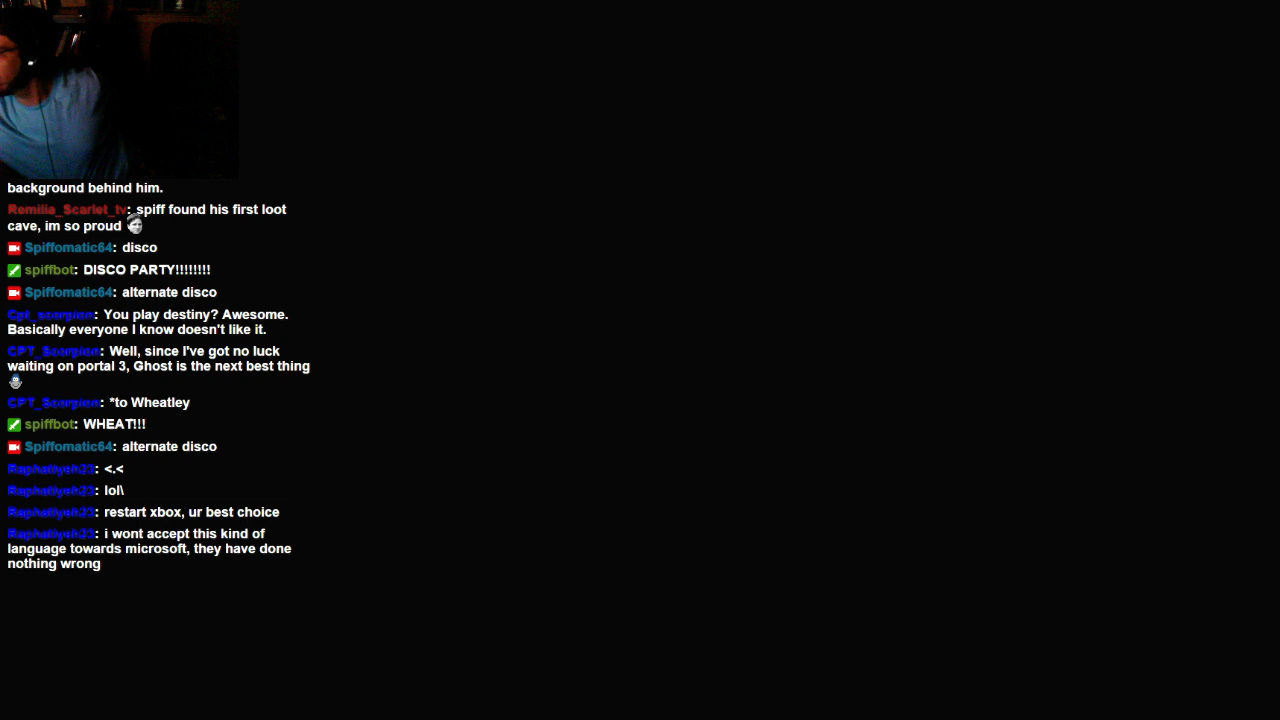 background behind him.
Remilia_Scarlet_tv: spiff found his first loot
cave, im so proud
Spiffomatic64: disco
spiffbot: DISCO PARTY!!!!!!!!
Spiffomatic64: alternate disco
Cpt_scorpion: You play destiny? Awesome.
Basically everyone I know doesn't like it.
CPT_Scorpion: Well, since I've got no luck
waiting on portal 3, Ghost is the next best thing
CPT_Scorpion: *to Wheatley
spiffbot: WHEAT!!!
Spiffomatic64: alternate disco
: <.<
: lol\
: restart xbox, ur best choice
: i wont accept this kind of
language towards microsoft, they have done
nothing wrong